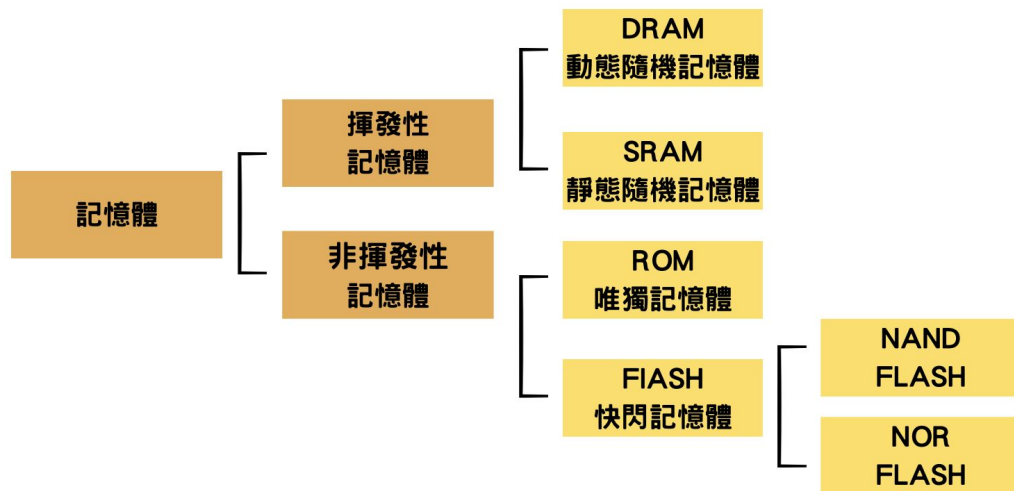 記憶體
揮發性
記憶體
非揮發性
記憶體
DRAM
動態隨機記憶體
SRAM
靜態隨機記憶體
ROM
唯獨記憶體
FIASH
快閃記憶體
NAND
FLASH
NOR
FLASH